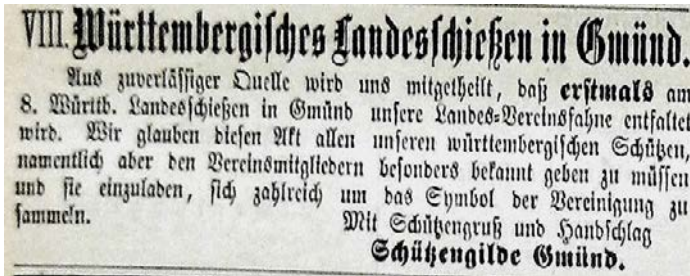 VIII. Württembergisches Landesschießen in Gmünd.
Aus zuverlässiger Quelle wird uns mitgetheilt, daß erstmals am
8. Württb. Landesschießen in Gmünd unsere Landes-Vereinsfahne entfaltet
wird. Wir glauben diesen Akt allen unseren württembergischen Schützen,
namentlich aber den Vereinsmitgliedern besonders bekannt geben zu müssen
und sie einzuladen, sich zahlreich um das Symbol der Vereinigung zu
sammeln. Mit Schützengruß und Handschlag
Schützengilde Gmünd.